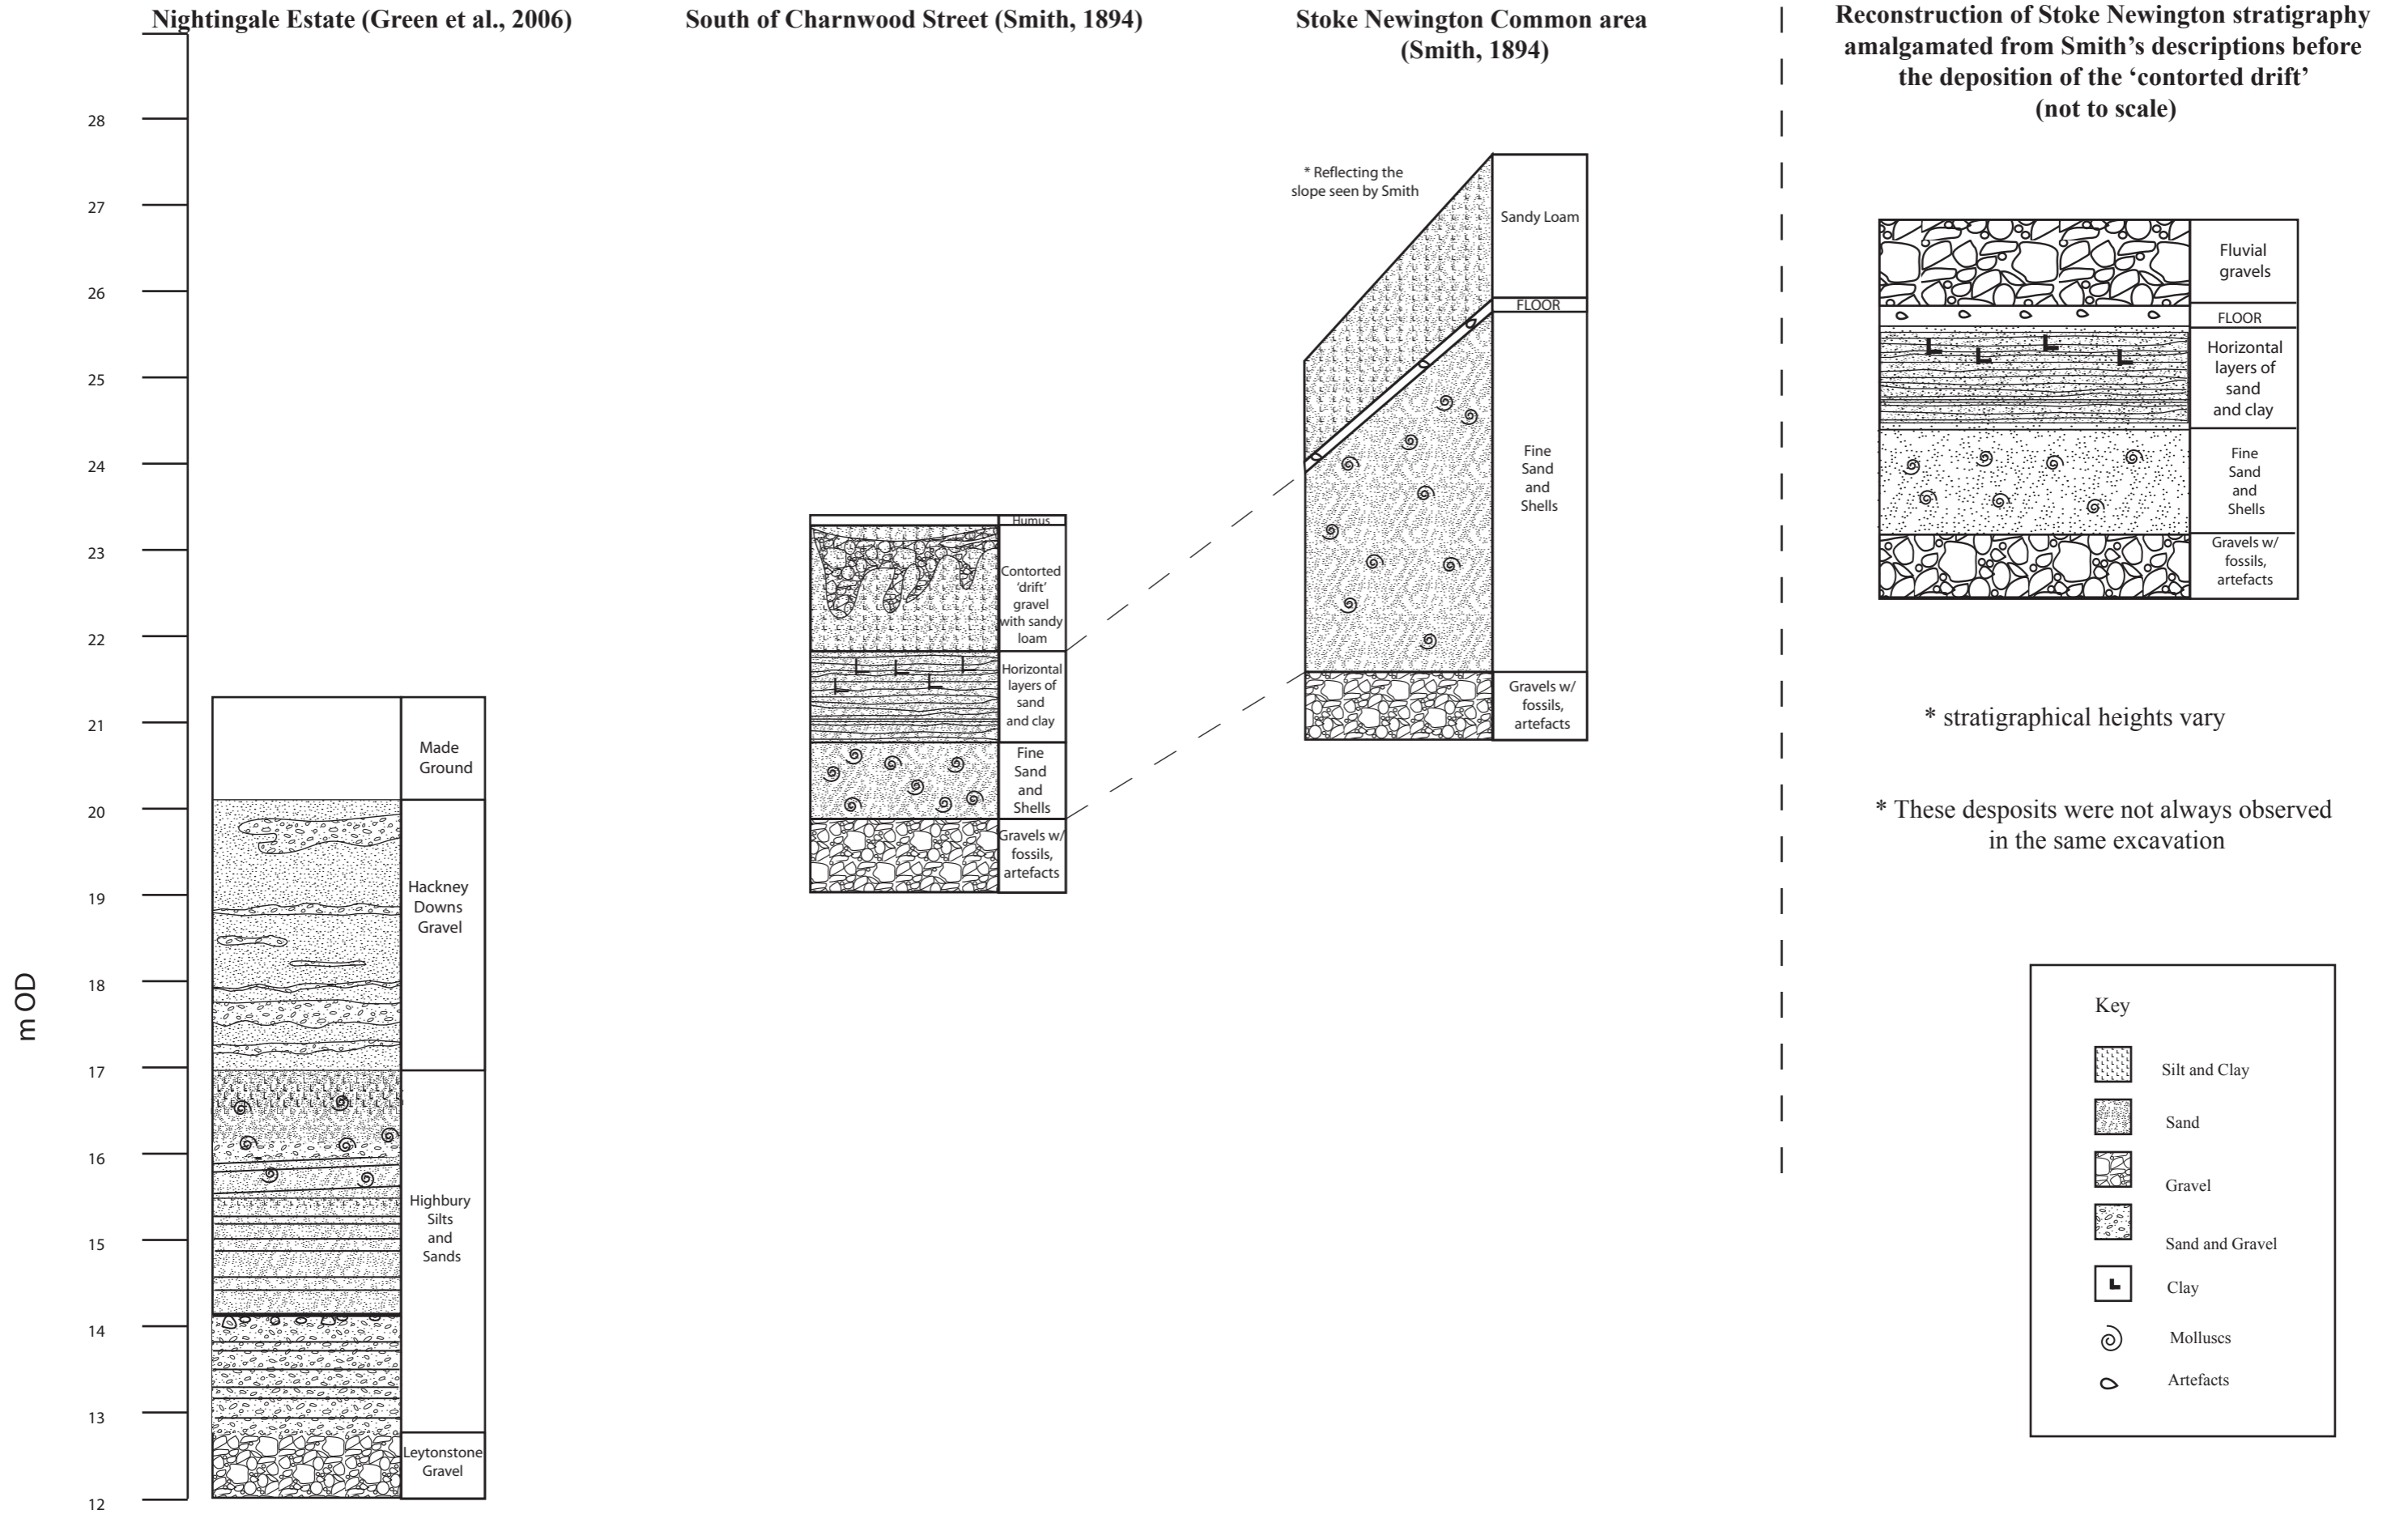 Nightingale Estate (Green et al., 2006)
South of Charnwood Street (Smith, 1894)
Stoke Newington Common area
(Smith, 1894)
Reconstruction of Stoke Newington stratigraphy
amalgamated from Smith's descriptions before
the deposition of the 'contorted drift'
(not to scale)
m OD
28
27
26
25
24
23
22
21
20
19
18
17
16
15
14
13
12
Made
Ground
Hackney
Downs
Gravel
Highbury
Silts
and
Sands
Leytonstone
Gravel
Humus
Contorted
'drift'
gravel
with sandy
loam
Horizontal
layers of
sand
and clay
Fine
Sand
and
Shells
Gravels w/
fossils,
artefacts
* Reflecting the
slope seen by Smith
Sandy Loam
FLOOR
Fine
Sand
and
Shells
Gravels w/
fossils,
artefacts
Fluvial
gravels
FLOOR
Horizontal
layers of
sand
and clay
Fine
Sand
and
Shells
Gravels w/
fossils,
artefacts
* stratigraphical heights vary
* These desposits were not always observed
in the same excavation
Key
Silt and Clay
Sand
Gravel
Sand and Gravel
Clay
Molluscs
Artefacts